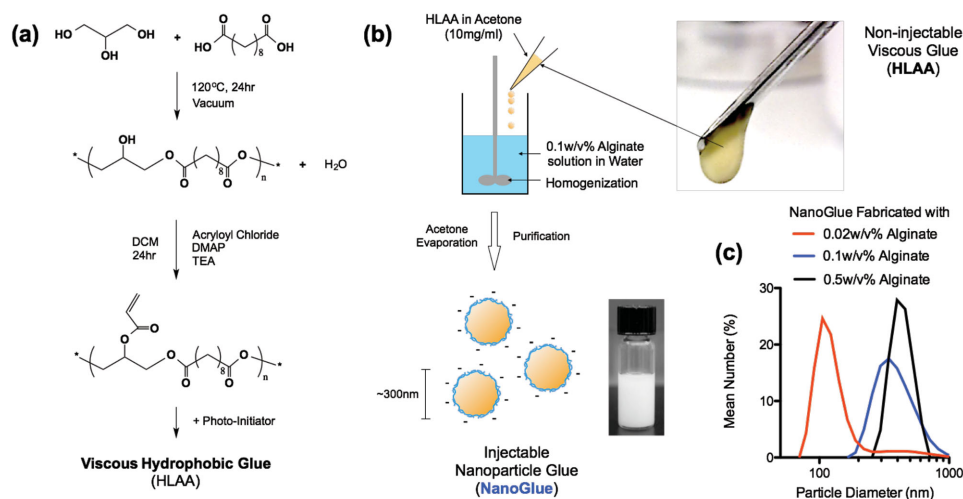 (a)
HO
OH
OH
+
HO
O
8
O
OH
120°C, 24hr
Vacuum
OH
*
O
O
8
O
O
n
*
+ H₂O
DCM
24hr
Acryloyl Chloride
DMAP
TEA
O
O
*
O
O
8
O
O
n
*
+ Photo-Initiator
Viscous Hydrophobic Glue
(HLAA)
(b)
HLAA in Acetone
(10mg/ml)
0.1w/v% Alginate
solution in Water
Homogenization
Acetone
Evaporation
Purification
~300nm
Injectable
Nanoparticle Glue
(NanoGlue)
Non-injectable
Viscous Glue
(HLAA)
(c)
NanoGlue Fabricated with
0.02w/v% Alginate
0.1w/v% Alginate
0.5w/v% Alginate
Mean Number (%)
30
20
10
0
100
1000
Particle Diameter (nm)